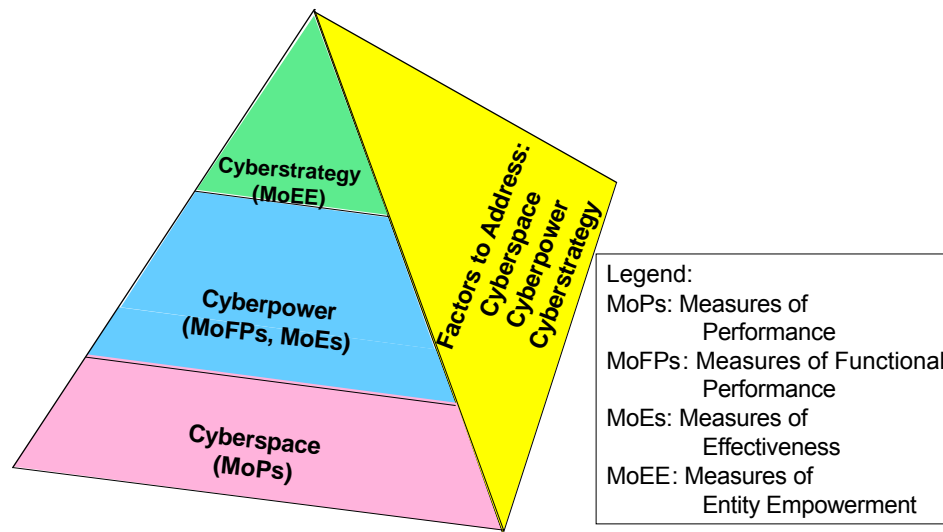 Cyberstrategy
(MoEE)
Cyberpower
(MoFPs, MoEs)
Cyberspace
(MoPs)
Factors to Address:
Cyberspace
Cyberpower
Cyberstrategy
Legend:
MoPs: Measures of
Performance
MoFPs: Measures of Functional
Performance
MoEs: Measures of
Effectiveness
MoEE: Measures of
Entity Empowerment